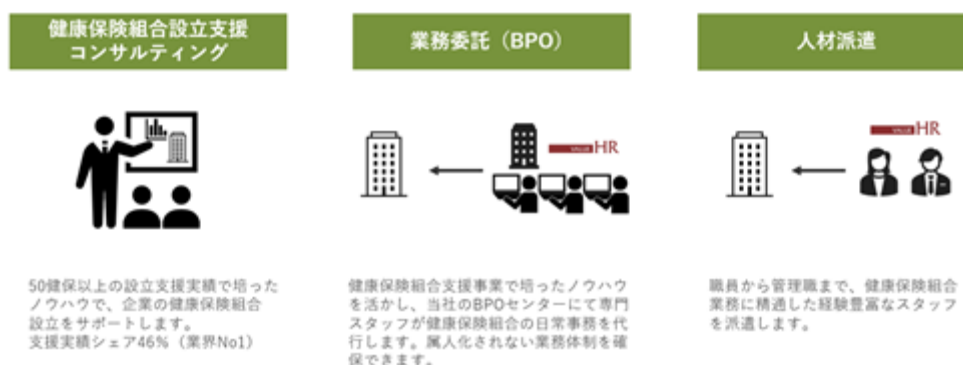 健康保険組合設立支援
コンサルティング
50健保以上の設立支援実績で培った
ノウハウで、企業の健康保険組合
設立をサポートします。
支援実績シェア46%（業界No1）
業務委託（BPO）
VALUE HR
健康保険組合支援事業で培ったノウハウ
を活かし、当社のBPOセンターにて専門
スタッフが健康保険組合の日常事務を代
行します。属人化されない業務体制を確
保できます。
人材派遣
VALUE HR
職員から管理職まで、健康保険組合
業務に精通した経験豊富なスタッフ
を派遣します。